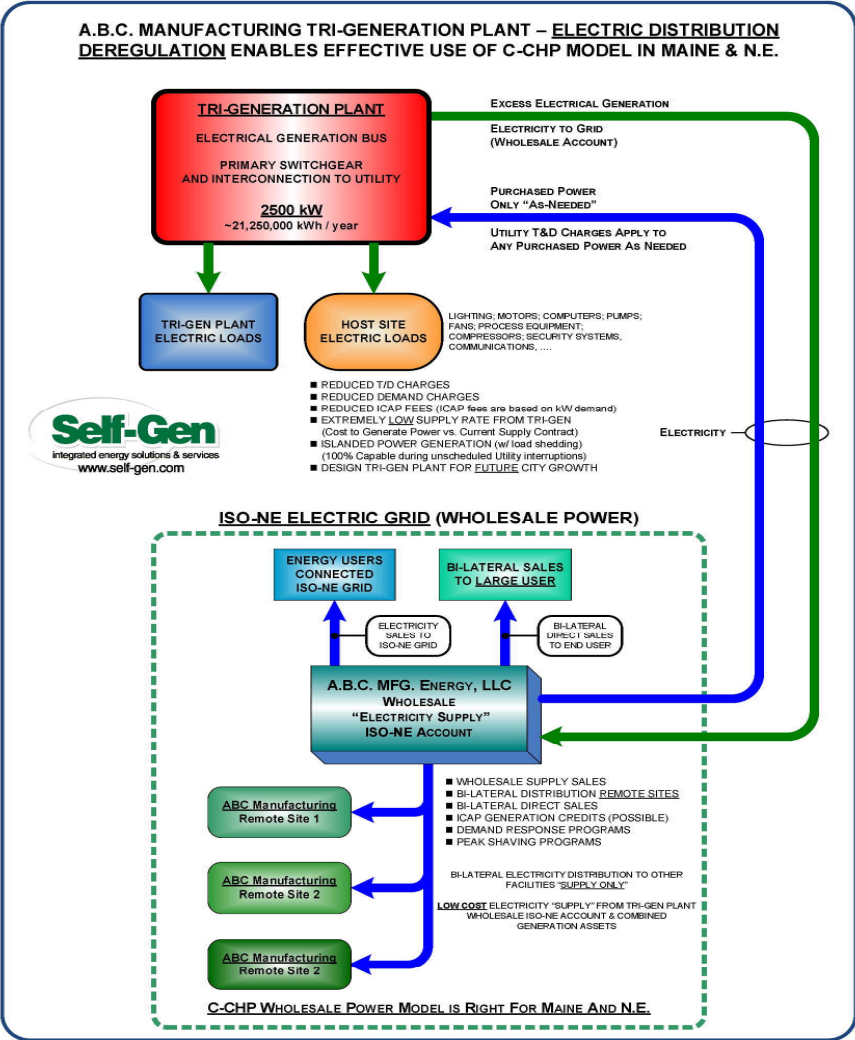 A.B.C. MANUFACTURING TRI-GENERATION PLANT – ELECTRIC DISTRIBUTION
DEREGULATION ENABLES EFFECTIVE USE OF C-CHP MODEL IN MAINE & N.E.
TRI-GENERATION PLANT
ELECTRICAL GENERATION BUS
PRIMARY SWITCHGEAR
AND INTERCONNECTION TO UTILITY
2500 kW
~21,250,000 kWh / year
EXCESS ELECTRICAL GENERATION
ELECTRICITY TO GRID
(WHOLESALE ACCOUNT)
PURCHASED POWER
ONLY "AS-NEEDED"
UTILITY T&D CHARGES APPLY TO
ANY PURCHASED POWER AS NEEDED
TRI-GEN PLANT
ELECTRIC LOADS
HOST SITE
ELECTRIC LOADS
LIGHTING; MOTORS; COMPUTERS; PUMPS;
FANS; PROCESS EQUIPMENT;
COMPRESSORS; SECURITY SYSTEMS,
COMMUNICATIONS, ....
■ REDUCED T/D CHARGES
■ REDUCED DEMAND CHARGES
■ REDUCED ICAP FEES (ICAP fees are based on kW demand)
■ EXTREMELY LOW SUPPLY RATE FROM TRI-GEN
(Cost to Generate Power vs. Current Supply Contract)
■ ISLANDED POWER GENERATION (w/ load shedding)
(100% Capable during unscheduled Utility interruptions)
■ DESIGN TRI-GEN PLANT FOR FUTURE CITY GROWTH
Self-Gen
integrated energy solutions & services
www.self-gen.com
ELECTRICITY
ISO-NE ELECTRIC GRID (WHOLESALE POWER)
ENERGY USERS
CONNECTED
ISO-NE GRID
BI-LATERAL SALES
TO LARGE USER
ELECTRICITY
SALES TO
ISO-NE GRID
BI-LATERAL
DIRECT SALES
TO END USER
A.B.C. MFG. ENERGY, LLC
WHOLESALE
"ELECTRICITY SUPPLY"
ISO-NE ACCOUNT
■ WHOLESALE SUPPLY SALES
■ BI-LATERAL DISTRIBUTION REMOTE SITES
■ BI-LATERAL DIRECT SALES
■ ICAP GENERATION CREDITS (POSSIBLE)
■ DEMAND RESPONSE PROGRAMS
■ PEAK SHAVING PROGRAMS
ABC Manufacturing
Remote Site 1
ABC Manufacturing
Remote Site 2
ABC Manufacturing
Remote Site 2
BI-LATERAL ELECTRICITY DISTRIBUTION TO OTHER
FACILITIES "SUPPLY ONLY"
LOW COST ELECTRICITY "SUPPLY" FROM TRI-GEN PLANT
WHOLESALE ISO-NE ACCOUNT & COMBINED
GENERATION ASSETS
C-CHP WHOLESALE POWER MODEL IS RIGHT FOR MAINE AND N.E.